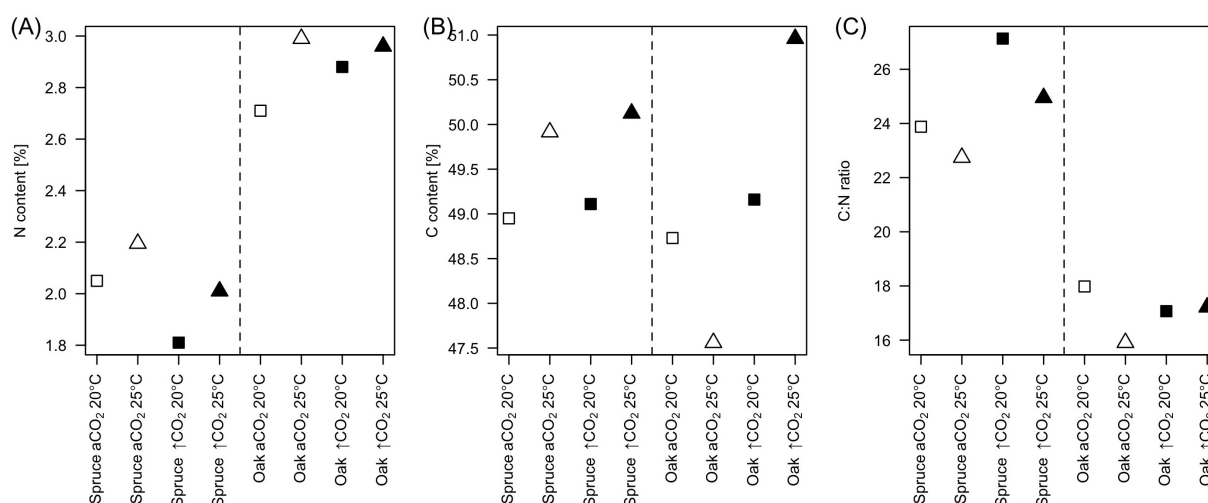 (A)
N content [%]
3.0
2.8
2.6
2.4
2.2
2.0
1.8
Spruce aCO₂ 20°C
Spruce aCO₂ 25°C
Spruce ↑CO₂ 20°C
Spruce ↑CO₂ 25°C
Oak aCO₂ 20°C
Oak aCO₂ 25°C
Oak ↑CO₂ 20°C
Oak ↑CO₂ 25°C
(B)
C content [%]
51.0
50.5
50.0
49.5
49.0
48.5
48.0
47.5
Spruce aCO₂ 20°C
Spruce aCO₂ 25°C
Spruce ↑CO₂ 20°C
Spruce ↑CO₂ 25°C
Oak aCO₂ 20°C
Oak aCO₂ 25°C
Oak ↑CO₂ 20°C
Oak ↑CO₂ 25°C
(C)
C:N ratio
26
24
22
20
18
16
Spruce aCO₂ 20°C
Spruce aCO₂ 25°C
Spruce ↑CO₂ 20°C
Spruce ↑CO₂ 25°C
Oak aCO₂ 20°C
Oak aCO₂ 25°C
Oak ↑CO₂ 20°C
Oak ↑CO₂ 25°C